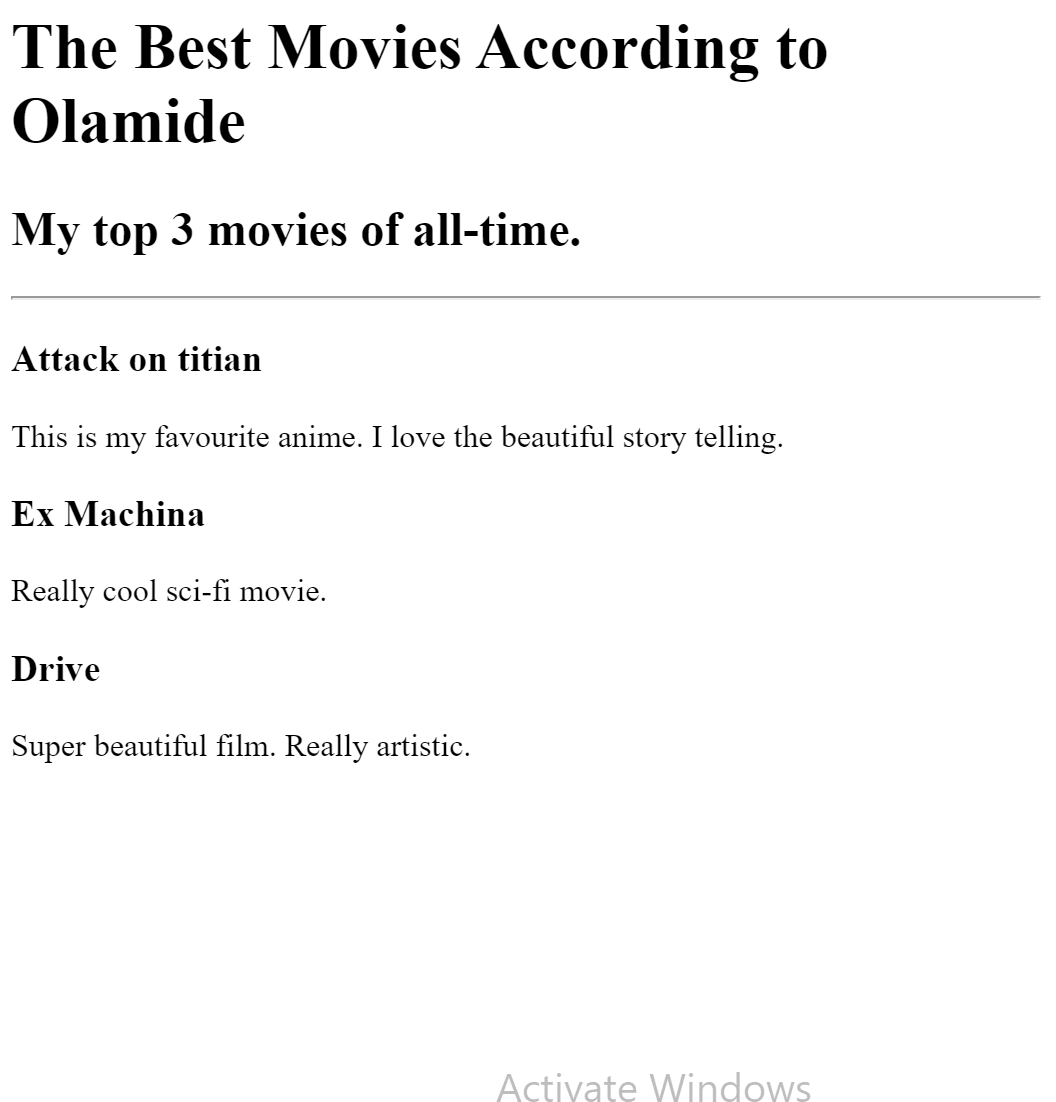 The Best Movies According to
Olamide
My top 3 movies of all-time.
Attack on titian
This is my favourite anime. I love the beautiful story telling.
Ex Machina
Really cool sci-fi movie.
Drive
Super beautiful film. Really artistic.
Activate Windows